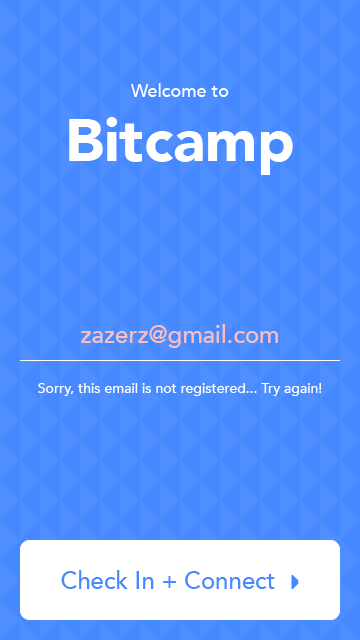 Welcome to
Bitcamp
zazerz@gmail.com
Sorry, this email is not registered... Try again!
Check In + Connect